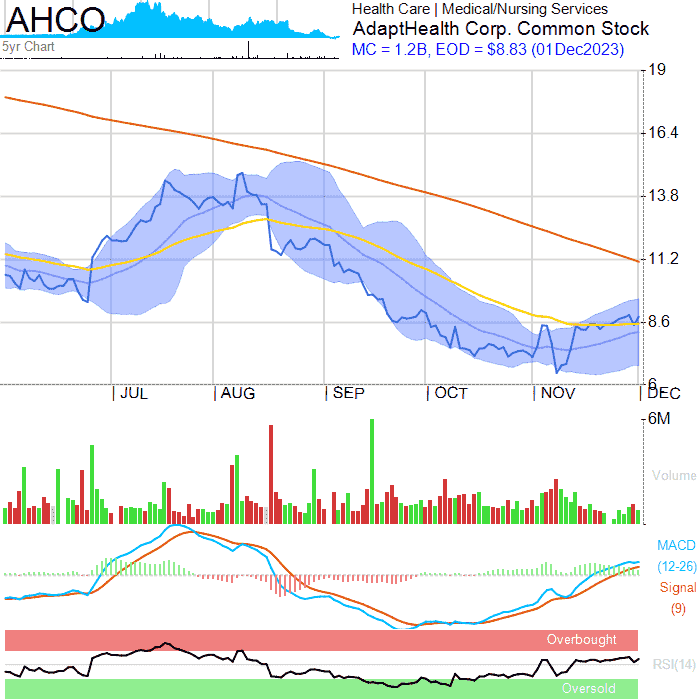 AHCO
5yr Chart
Health Care | Medical/Nursing Services
AdaptHealth Corp. Common Stock
MC = 1.2B, EOD = $8.83 (01Dec2023)
19
16.4
13.8
11.2
8.6
6
| JUL | AUG | SEP | OCT | NOV | DEC
6M
Volume
MACD
(12-26)
Signal
(9)
Overbought
RSI(14)
Oversold